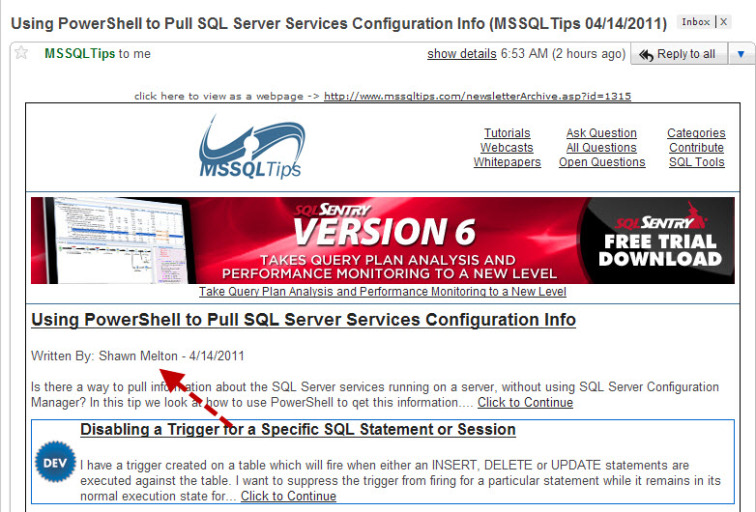 Using PowerShell to Pull SQL Server Services Configuration Info (MSSQLTips 04/14/2011) Inbox | X
MSSQLTips to me show details 6:53 AM (2 hours ago) Reply to all
click here to view as a webpage -> http://www.mssqltips.com/newsletterArchive.asp?id=1315
MSSQLTips
Tutorials Ask Question Categories
Webcasts All Questions Contribute
Whitepapers Open Questions SQL Tools
SQL SENTRY
VERSION 6
TAKES QUERY PLAN ANALYSIS AND
PERFORMANCE MONITORING TO A NEW LEVEL
SQL SENTRY
FREE TRIAL
DOWNLOAD
Take Query Plan Analysis and Performance Monitoring to a New Level
Using PowerShell to Pull SQL Server Services Configuration Info
Written By: Shawn Melton - 4/14/2011
Is there a way to pull information about the SQL Server services running on a server, without using SQL Server Configuration
Manager? In this tip we look at how to use PowerShell to get this information.... Click to Continue
Disabling a Trigger for a Specific SQL Statement or Session
DEV
I have a trigger created on a table which will fire when either an INSERT, DELETE or UPDATE statements are
executed against the table. I want to suppress the trigger from firing for a particular statement while it remains in its
normal execution state for... Click to Continue